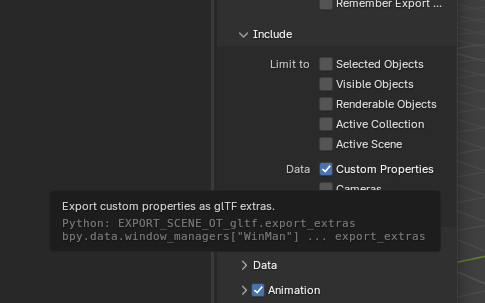 Remember Export ...
Include
Limit to Selected Objects
Visible Objects
Renderable Objects
Active Collection
Active Scene
Data Custom Properties
Cameras
Export custom properties as glTF extras.
Python: EXPORT_SCENE_OT_gltf.export_extras
bpy.data.window_managers["WinMan"] ... export_extras
Data
Animation